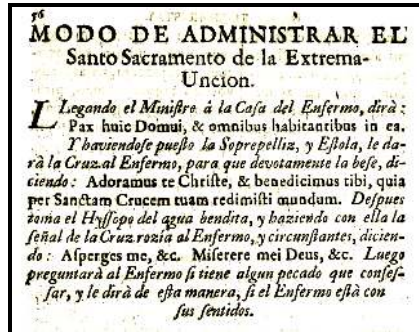 56
MODO DE ADMINISTRAR EL
Santo Sacramento de la Extrema-
Uncion.
LLegando el Miniſtro á la Caſa del Enfermo, dirà:
Pax huic Domui, & omnibus habitantibus in ea.
Y haviendoſe pueſto la Soprepelliz, y Eſtola, le da-
rà la Cruz al Enfermo, para que devotamente la beſe, di-
ciendo: Adoramus te Chriſte, & benedicimus tibi, quia
per Sanctam Crucem tuam redimiſti mundum. Deſpues
toma el Hyſſopo del agua bendita, y haziendo con ella la
ſeñal de la Cruz rozia al Enfermo, y circunſtantes, dicien-
do: Aſperges me, &c. Miſerere mei Deus, &c. Luego
preguntarà al Enfermo ſi tiene algun pecado que confeſ-
ſar, y le dirà de eſta manera, ſi el Enfermo eſtà con
ſus ſentidos.